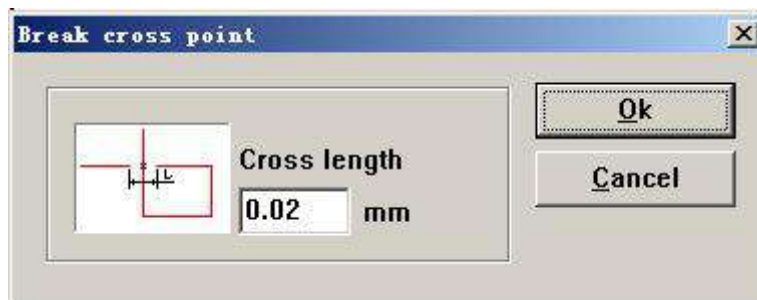 Break cross point
Ok
L
Cross length
Cancel
0.02 mm